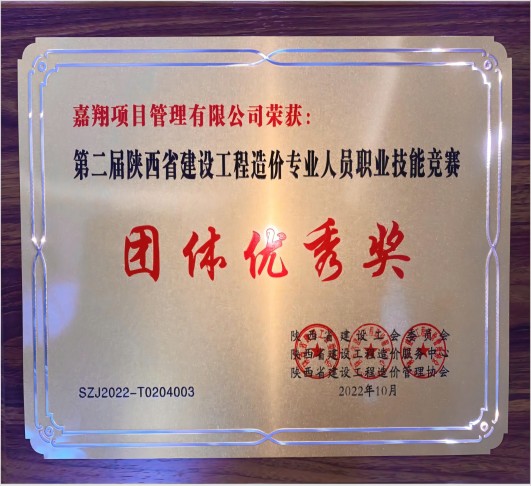 嘉翔项目管理有限公司荣获：
第二届陕西省建设工程造价专业人员职业技能竞赛
团体优秀奖
陕西省建设工会委员会
陕西省建设工程造价服务中心
陕西省建设工程造价管理协会
SZJ2022-T0204003
2022年10月